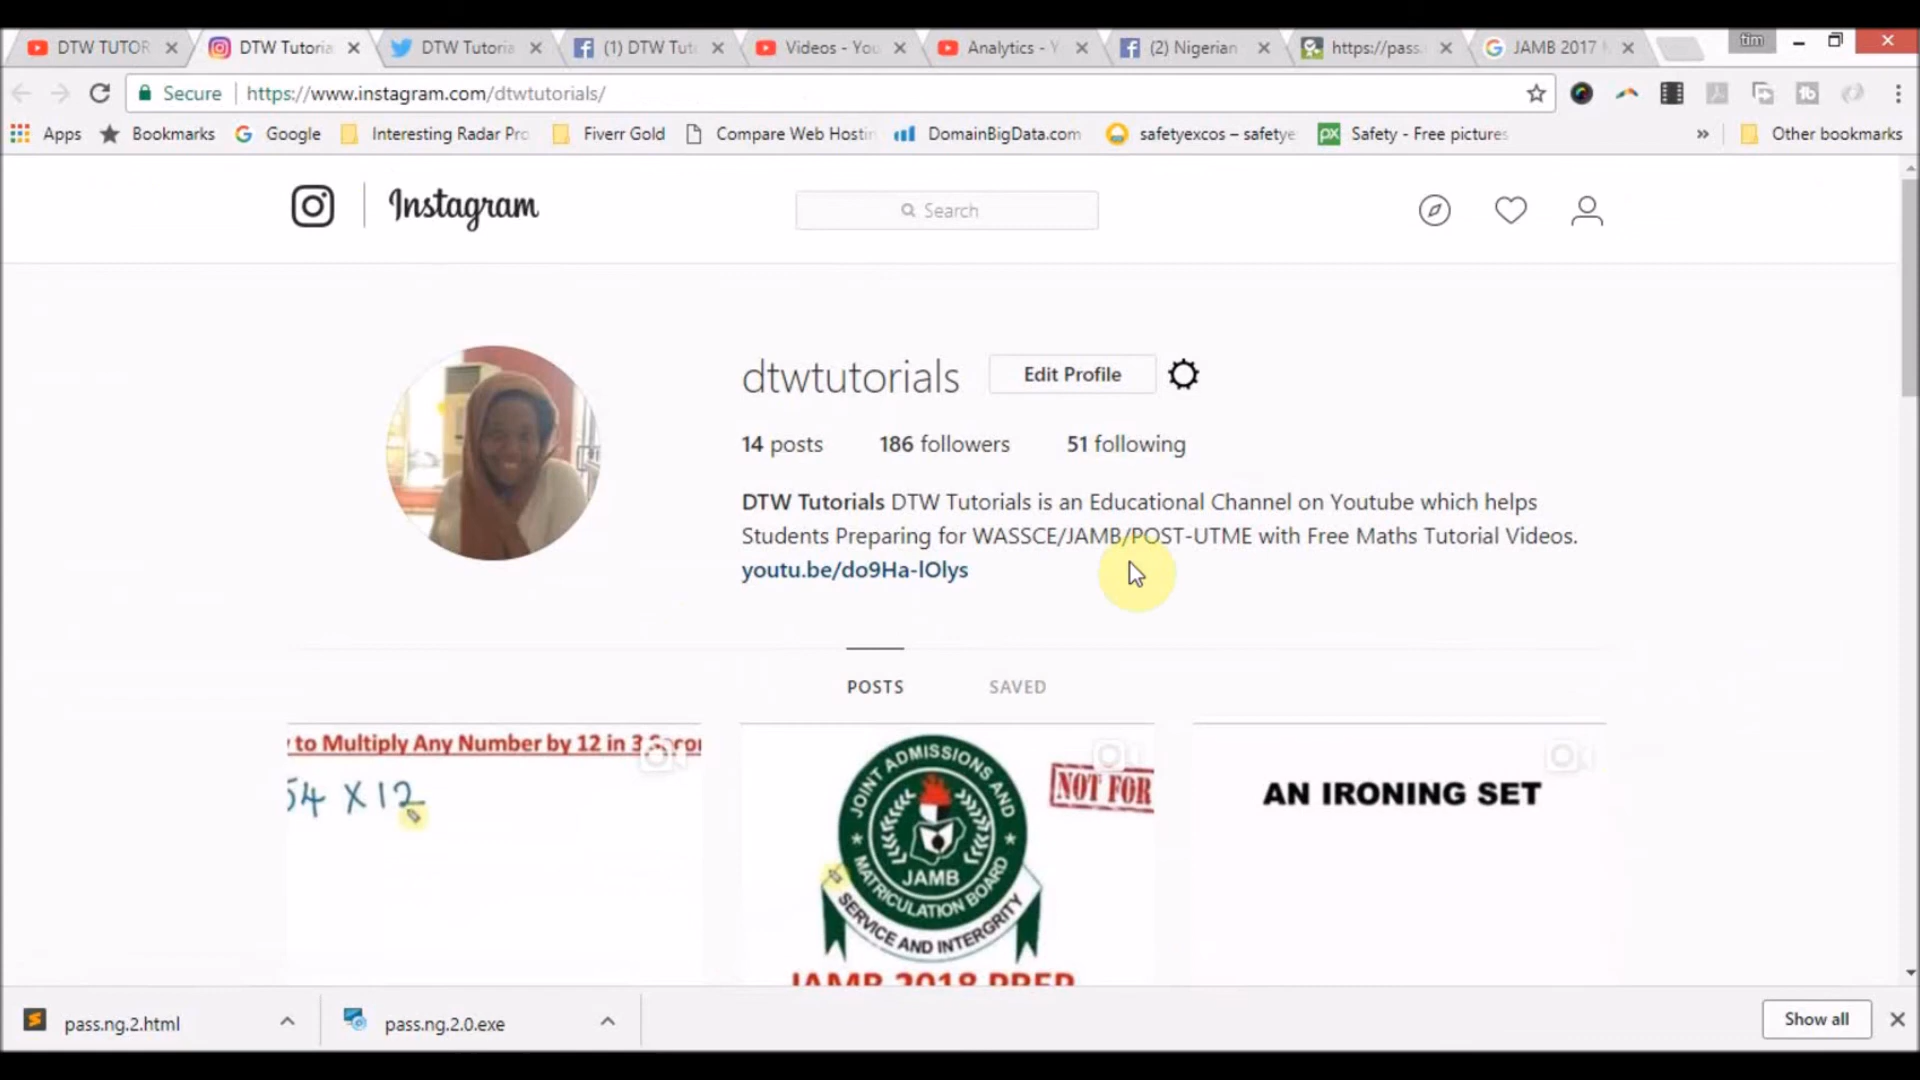 DTW TUTOR
DTW Tutoria
DTW Tutoria
(1) DTW Tut
Videos - You
Analytics - Y
(2) Nigerian
https://pass.
JAMB 2017
tim
Secure
https://www.instagram.com/dtwtutorials/
Apps
Bookmarks
Google
Interesting Radar Pro
Fiverr Gold
Compare Web Hostin
DomainBigData.com
safetyexcos – safetye
Safety - Free pictures
Other bookmarks
Instagram
Search
dtwtutorials
Edit Profile
14 posts
186 followers
51 following
DTW Tutorials DTW Tutorials is an Educational Channel on Youtube which helps
Students Preparing for WASSCE/JAMB/POST-UTME with Free Maths Tutorial Videos.
youtu.be/do9Ha-lOlys
POSTS
SAVED
to Multiply Any Number by 12 in 3
54 X 12
JOINT ADMISSIONS AND
MATRICULATION BOARD
JAMB
SERVICE AND INTERGRITY
NOT FOR
JAMB 2018 PREP
AN IRONING SET
pass.ng.2.html
pass.ng.2.0.exe
Show all